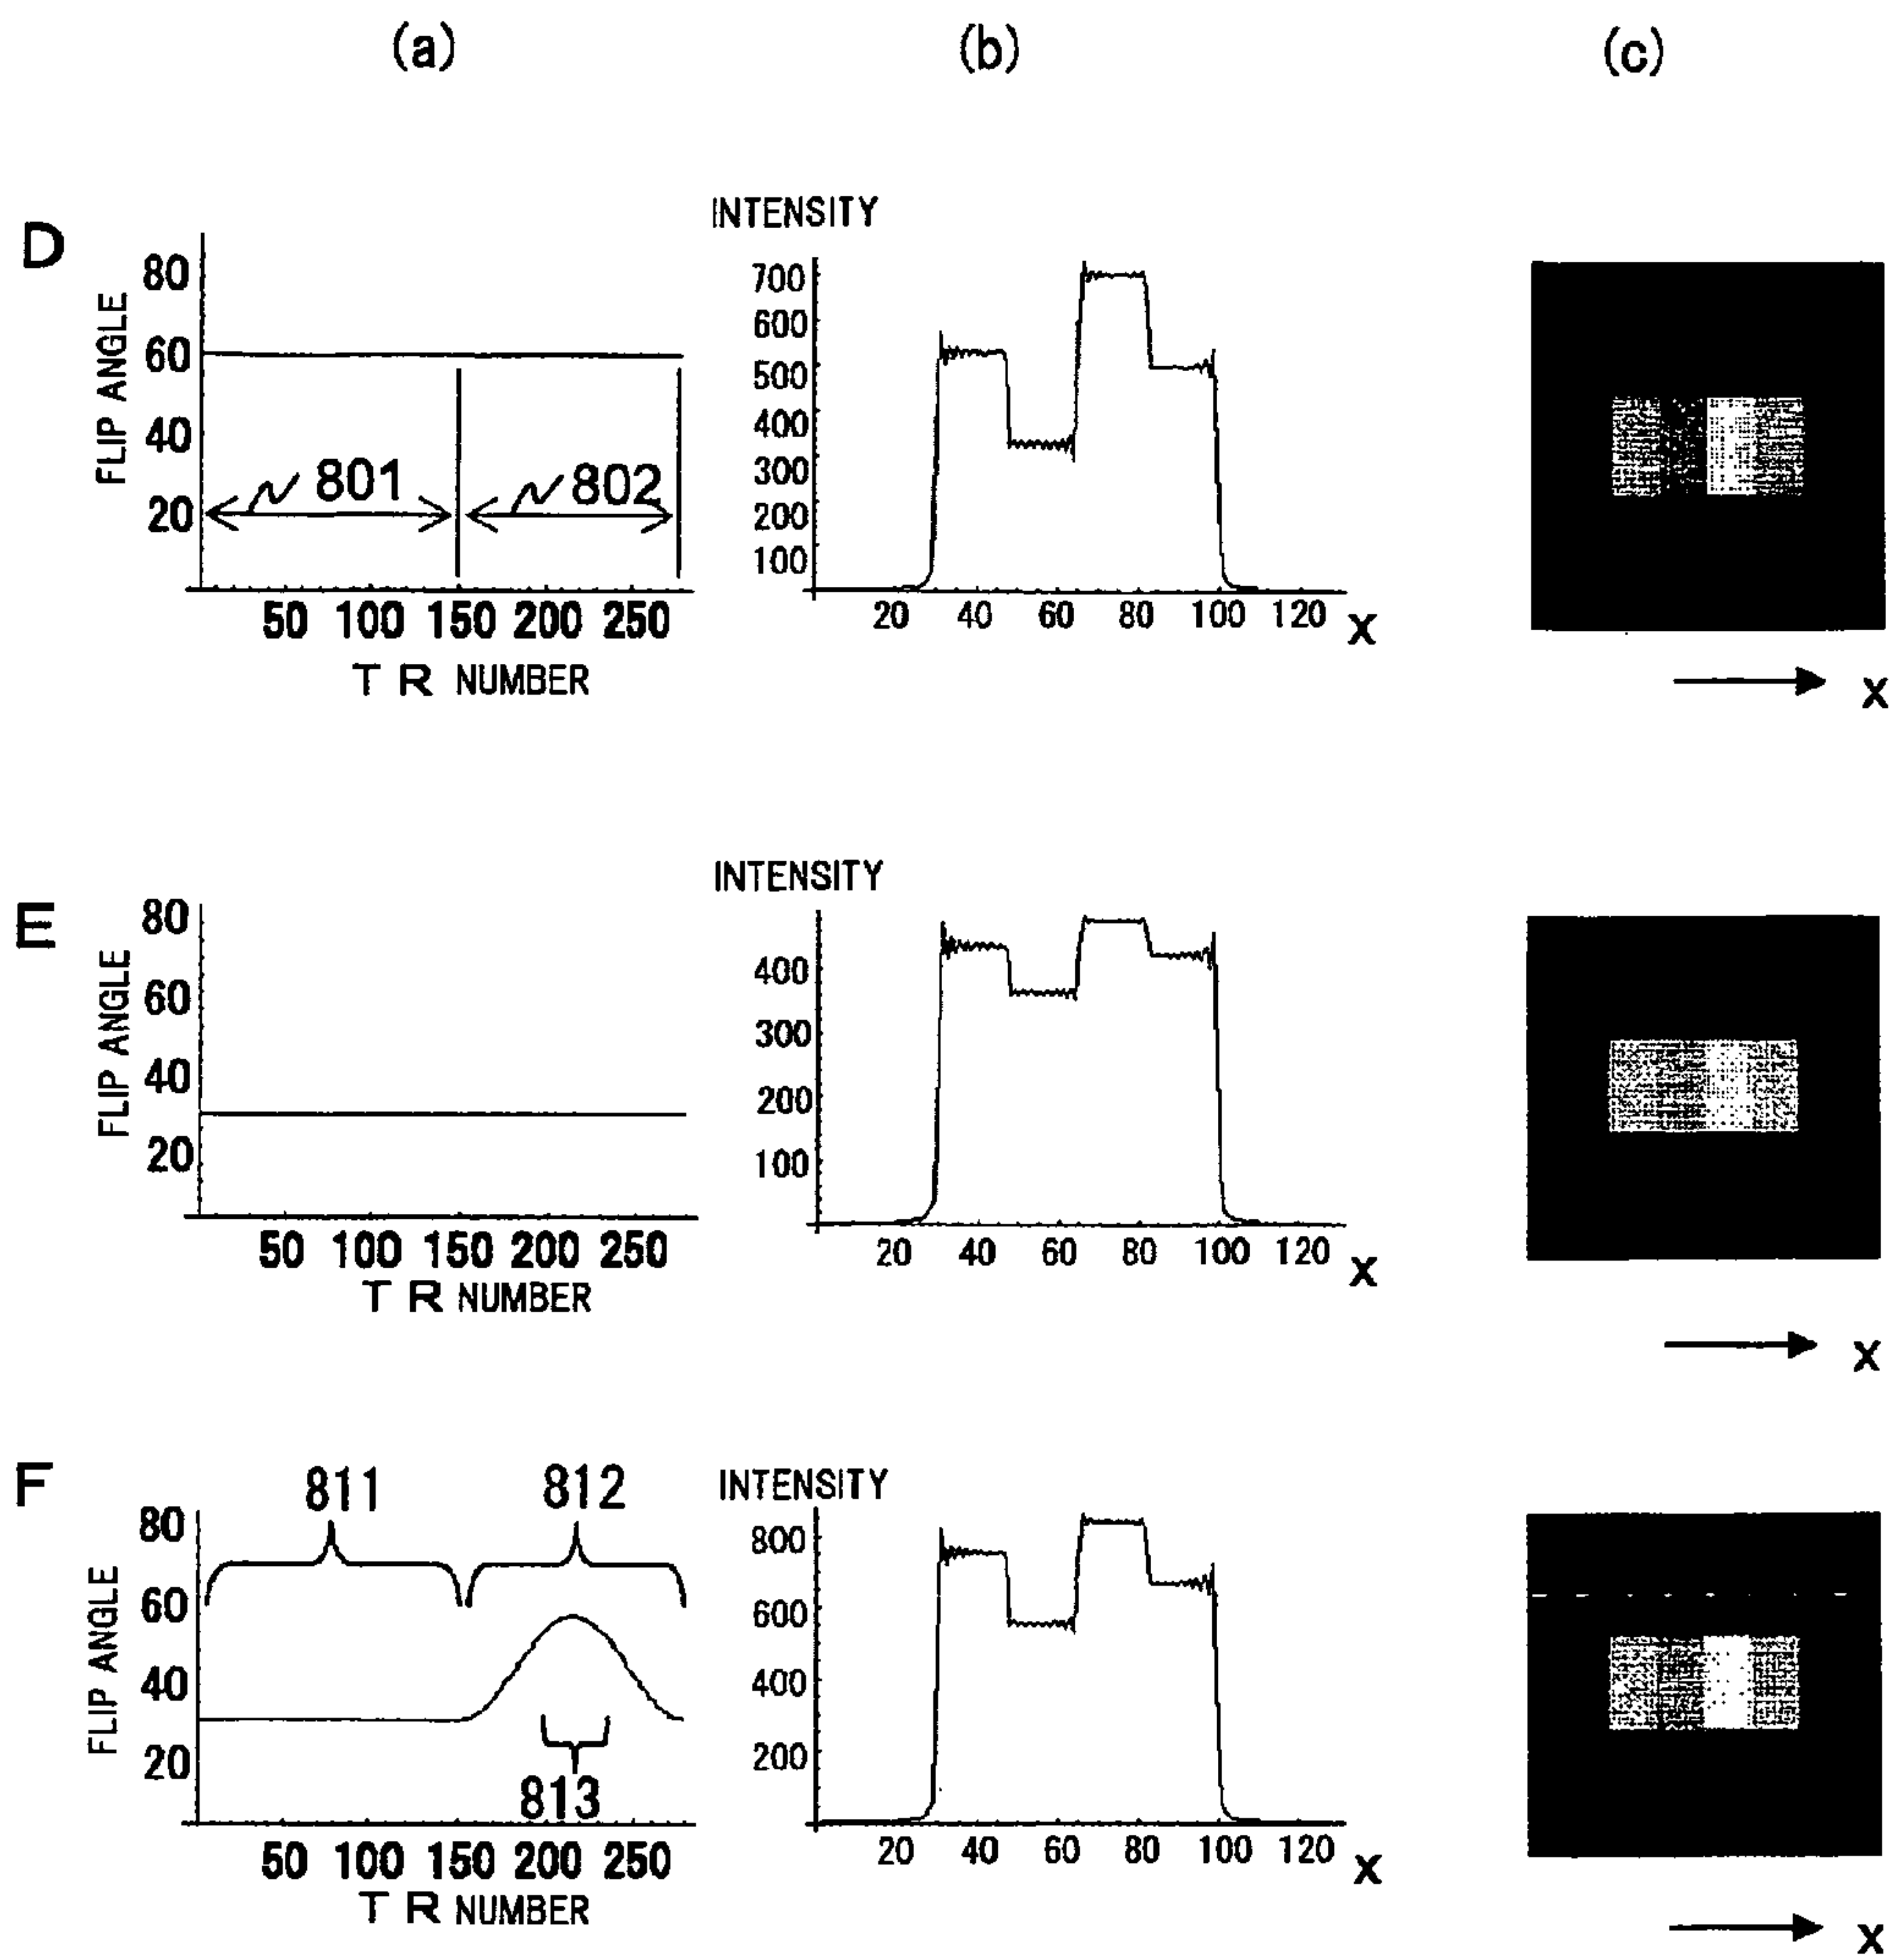 (a) (b) (c)
D
INTENSITY
FLIP ANGLE
80
60
40
20
801
802
50 100 150 200 250
T R NUMBER
700
600
500
400
300
200
100
20 40 60 80 100 120 X
X
E
INTENSITY
FLIP ANGLE
80
60
40
20
50 100 150 200 250
T R NUMBER
400
300
200
100
20 40 60 80 100 120 X
X
F
INTENSITY
FLIP ANGLE
80
60
40
20
811
812
813
50 100 150 200 250
T R NUMBER
800
600
400
200
20 40 60 80 100 120 X
X